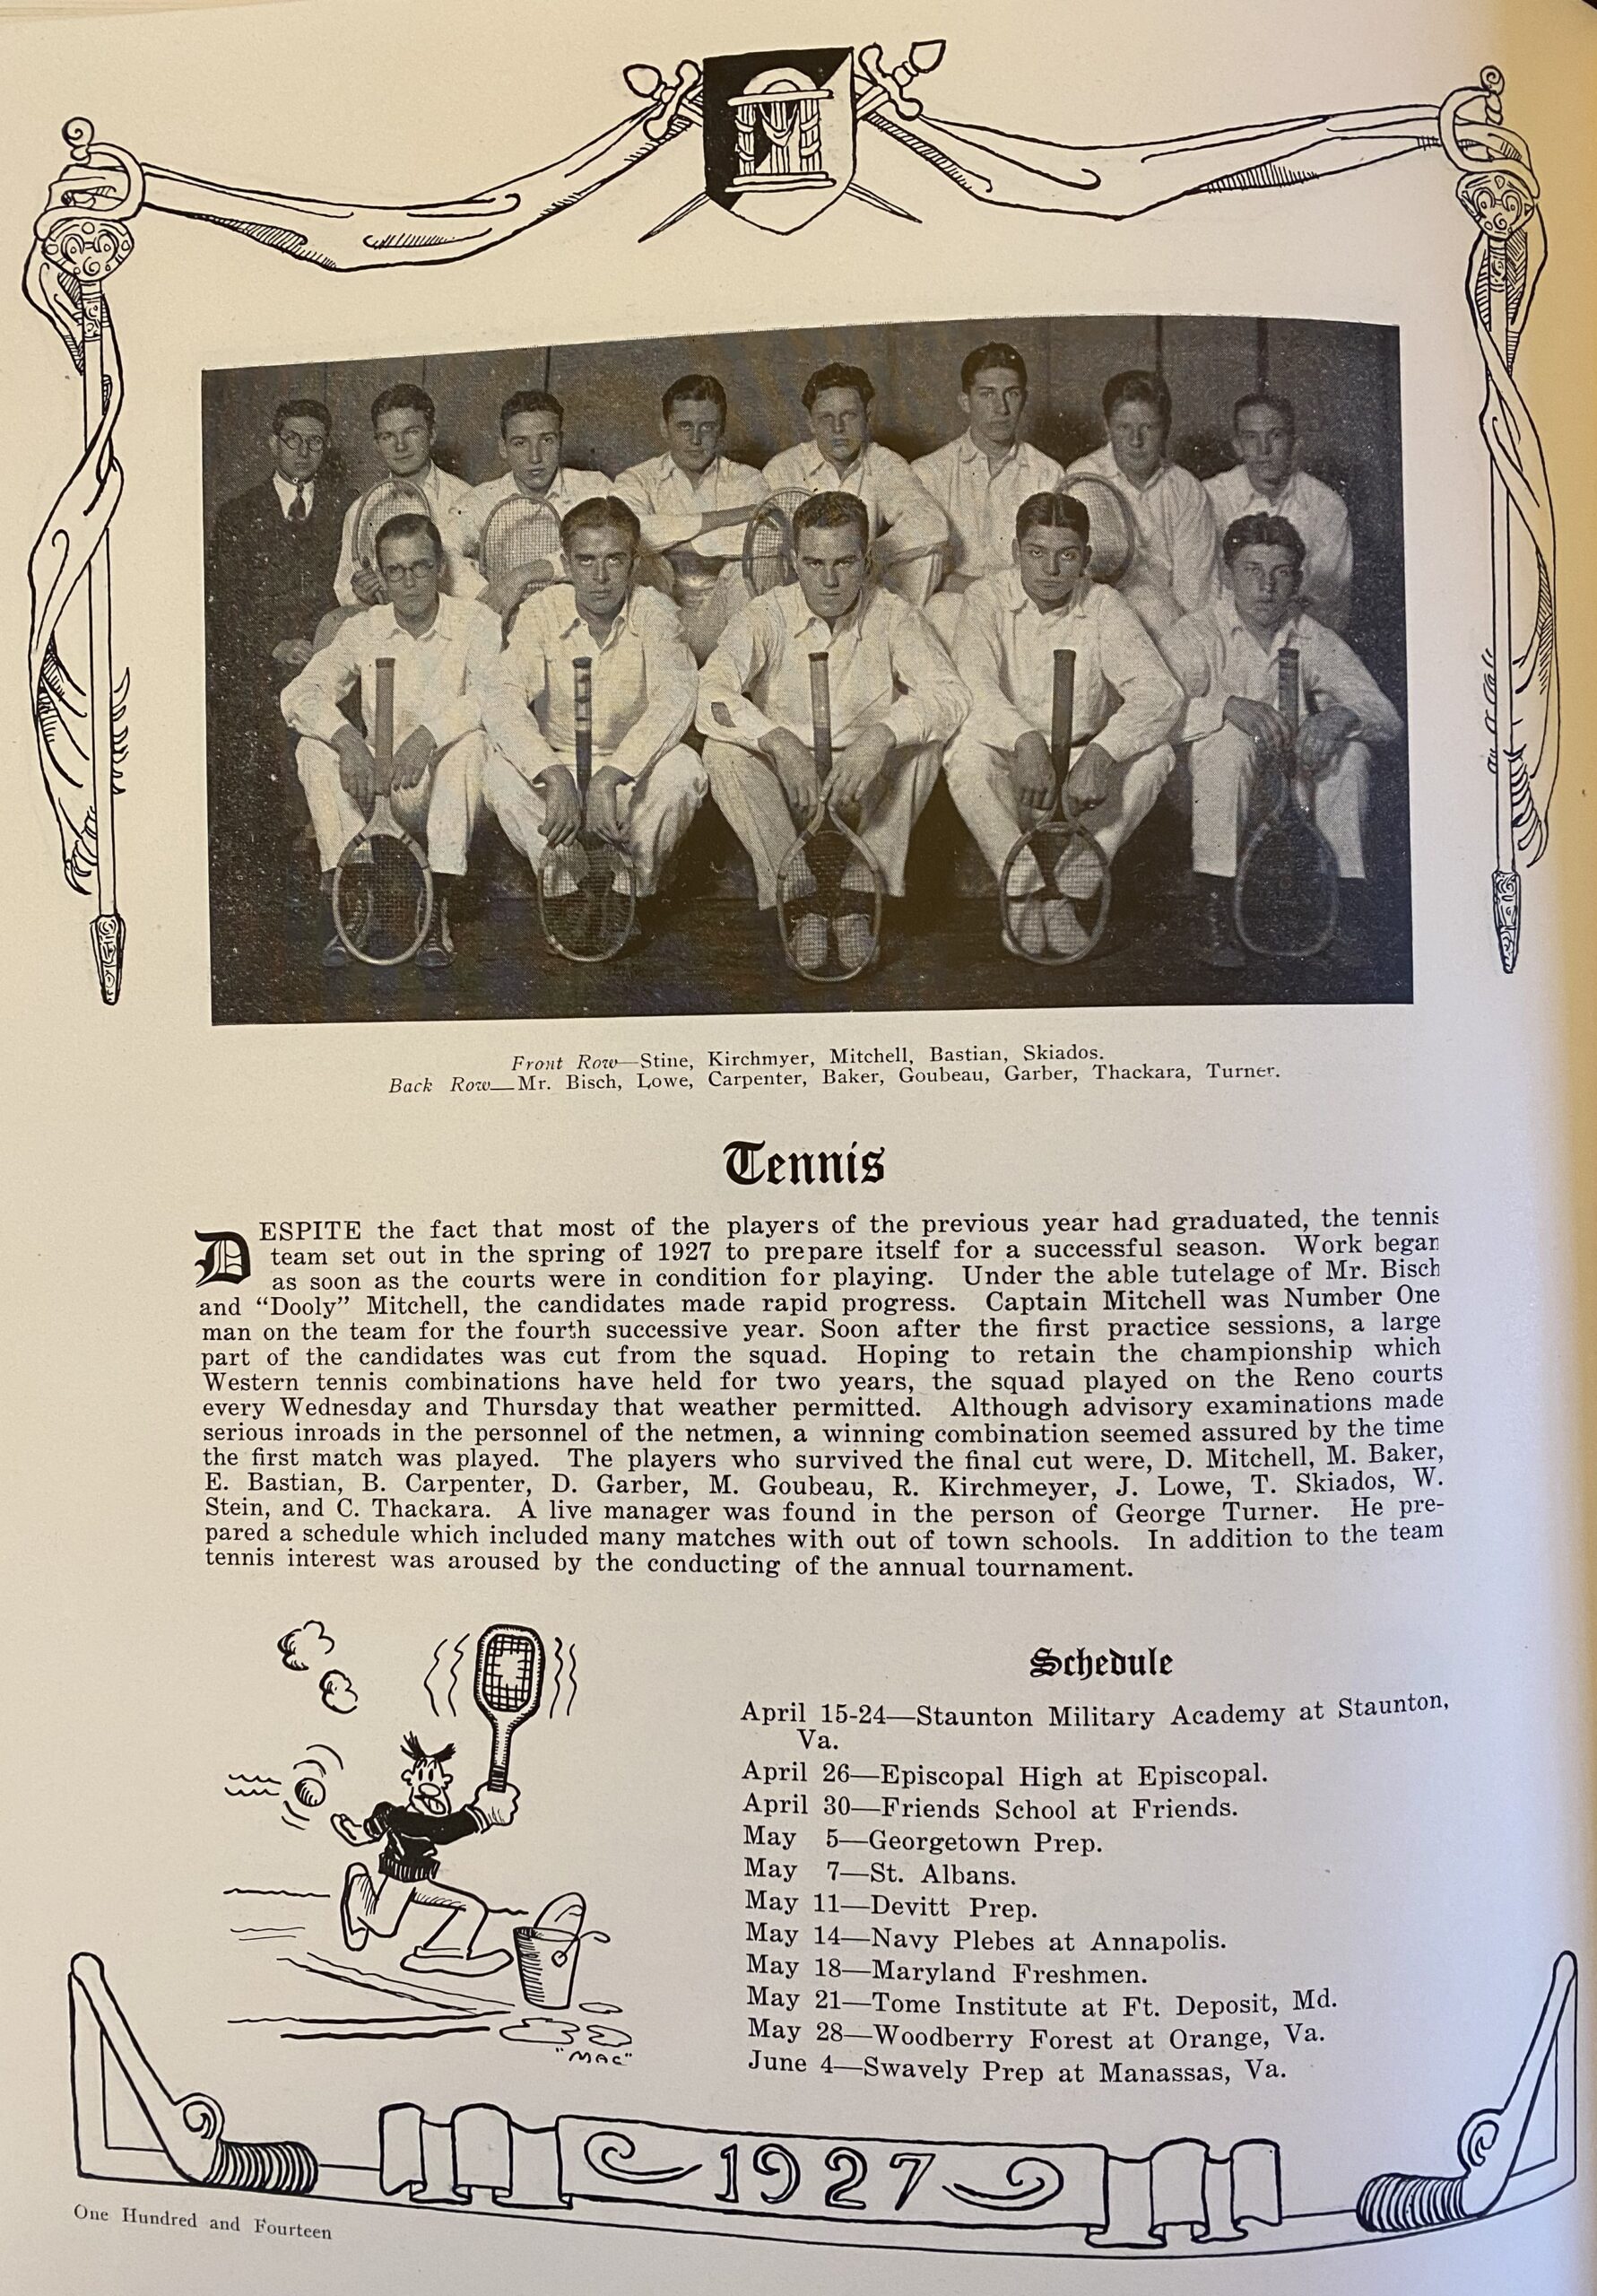 Front Row—Stine, Kirchmyer, Mitchell, Bastian, Skiados.
Back Row—Mr. Bisch, Lowe, Carpenter, Baker, Goubeau, Garber, Thackara, Turner.
Tennis
DESPITE the fact that most of the players of the previous year had graduated, the tennis
team set out in the spring of 1927 to prepare itself for a successful season. Work began
as soon as the courts were in condition for playing. Under the able tutelage of Mr. Bisch
and “Dooly” Mitchell, the candidates made rapid progress. Captain Mitchell was Number One
man on the team for the fourth successive year. Soon after the first practice sessions, a large
part of the candidates was cut from the squad. Hoping to retain the championship which
Western tennis combinations have held for two years, the squad played on the Reno courts
every Wednesday and Thursday that weather permitted. Although advisory examinations made
serious inroads in the personnel of the netmen, a winning combination seemed assured by the time
the first match was played. The players who survived the final cut were, D. Mitchell, M. Baker,
E. Bastian, B. Carpenter, D. Garber, M. Goubeau, R. Kirchmeyer, J. Lowe, T. Skiados, W.
Stein, and C. Thackara. A live manager was found in the person of George Turner. He pre-
pared a schedule which included many matches with out of town schools. In addition to the team
tennis interest was aroused by the conducting of the annual tournament.
"MAC"
Schedule
April 15-24—Staunton Military Academy at Staunton,
Va.
April 26—Episcopal High at Episcopal.
April 30—Friends School at Friends.
May 5—Georgetown Prep.
May 7—St. Albans.
May 11—Devitt Prep.
May 14—Navy Plebes at Annapolis.
May 18—Maryland Freshmen.
May 21—Tome Institute at Ft. Deposit, Md.
May 28—Woodberry Forest at Orange, Va.
June 4—Swavely Prep at Manassas, Va.
1927
One Hundred and Fourteen